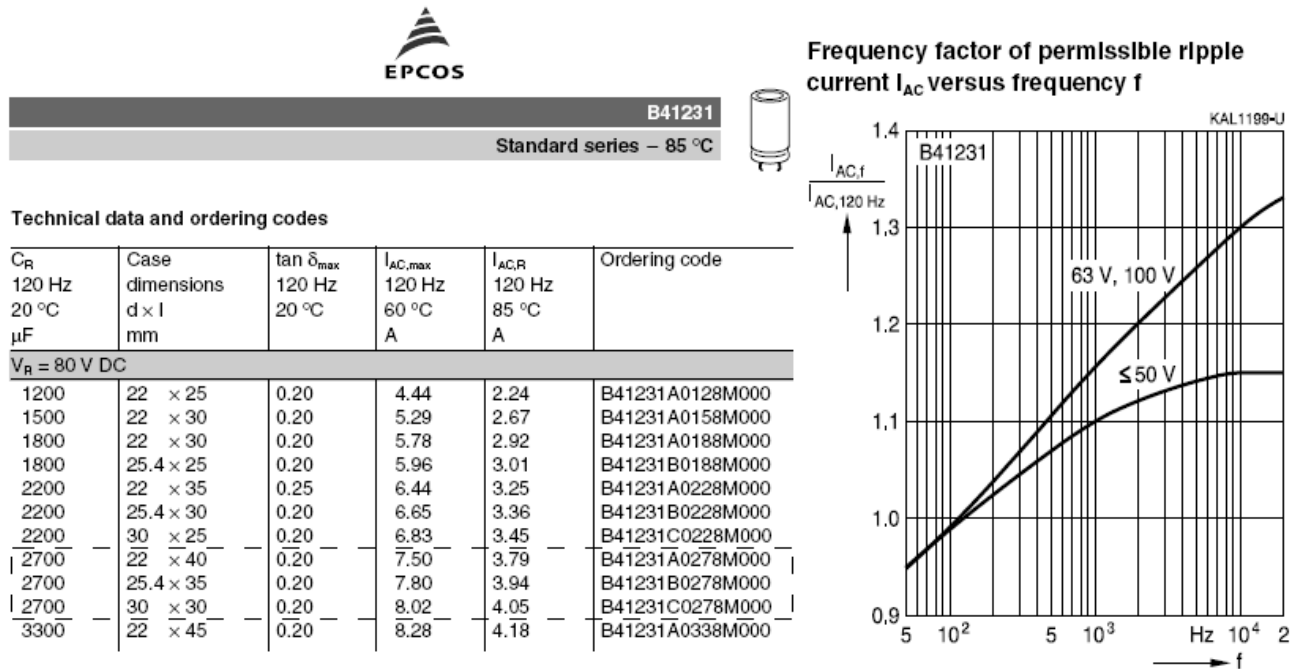 EPCOS
B41231
Standard series – 85 °C
Technical data and ordering codes
C_R Case tan δ_max I_AC,max I_AC,R Ordering code
120 Hz dimensions 120 Hz 120 Hz 120 Hz
20 °C d × l 20 °C 60 °C 85 °C
µF mm A A
V_R = 80 V DC
1200 22 × 25 0.20 4.44 2.24 B41231A0128M000
1500 22 × 30 0.20 5.29 2.67 B41231A0158M000
1800 22 × 30 0.20 5.78 2.92 B41231A0188M000
1800 25.4 × 25 0.20 5.96 3.01 B41231B0188M000
2200 22 × 35 0.25 6.44 3.25 B41231A0228M000
2200 25.4 × 30 0.20 6.65 3.36 B41231B0228M000
2200 30 × 25 0.20 6.83 3.45 B41231C0228M000
2700 22 × 40 0.20 7.50 3.79 B41231A0278M000
2700 25.4 × 35 0.20 7.80 3.94 B41231B0278M000
2700 30 × 30 0.20 8.02 4.05 B41231C0278M000
3300 22 × 45 0.20 8.28 4.18 B41231A0338M000
Frequency factor of permissible ripple
current I_AC versus frequency f
KAL1199-U
1.4
B41231
I_AC,f
I_AC,120 Hz
1,3
63 V, 100 V
1.2
≤ 50 V
1,1
1.0
0,9
5 10² 5 10³ Hz 10⁴ 2
f